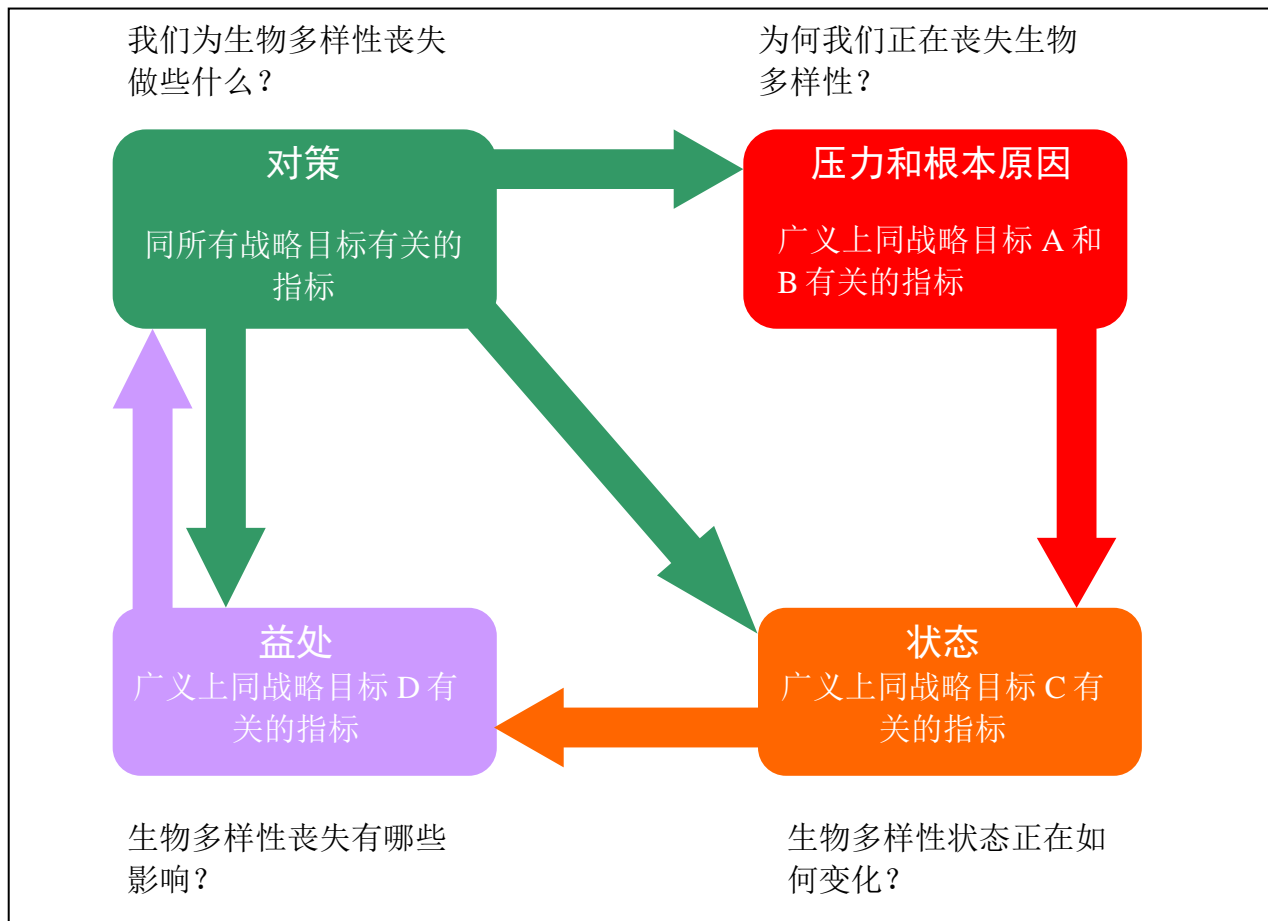 我们为生物多样性丧失
做些什么？
为何我们正在丧失生物
多样性？
对策
同所有战略目标有关的
指标
压力和根本原因
广义上同战略目标 A 和
B 有关的指标
益处
广义上同战略目标 D 有
关的指标
状态
广义上同战略目标 C 有
关的指标
生物多样性丧失有哪些
影响？
生物多样性状态正在如
何变化？